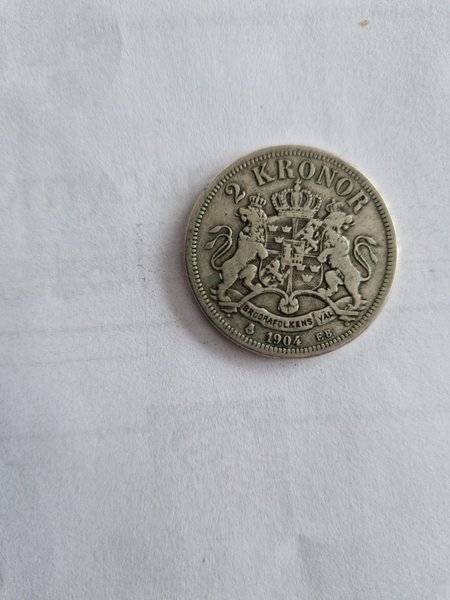 2 KRONOR
BRÖDRAFOLKENS VÄL
1904 E.B.